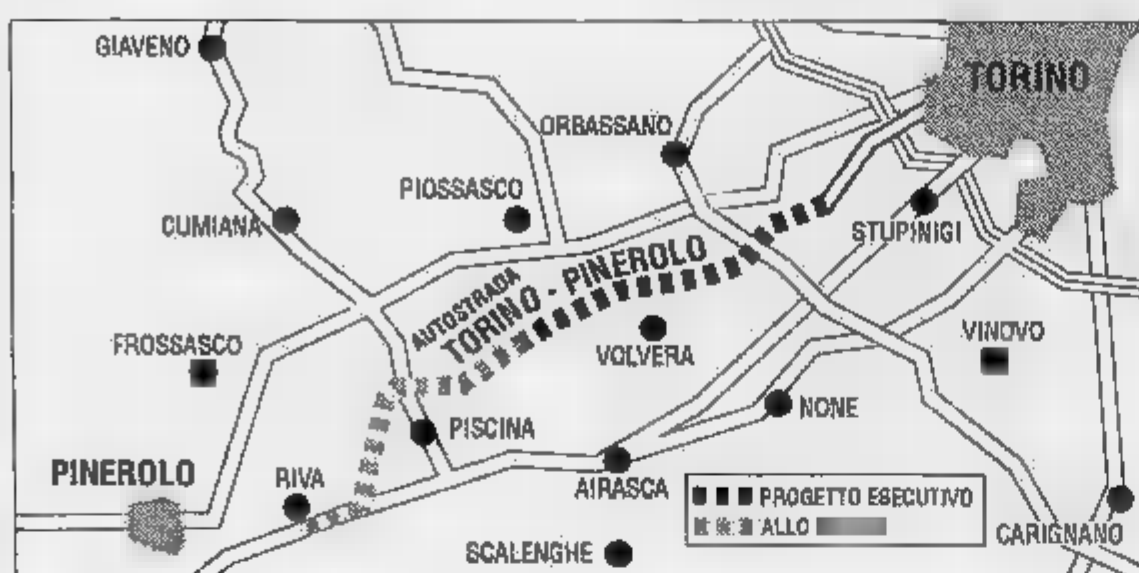 GIAVENO
TORINO
ORBASSANO
PIOSSASCO
CUMIANA
STUPINIGI
AUTOSTRADA
TORINO - PINEROLO
FROSSASCO
VOLVERA
VINOVO
PISCINA
NONE
PINEROLO
RIVA
AIRASCA
PROGETTO ESECUTIVO
ALLO
CARIGNANO
SCALENGHE